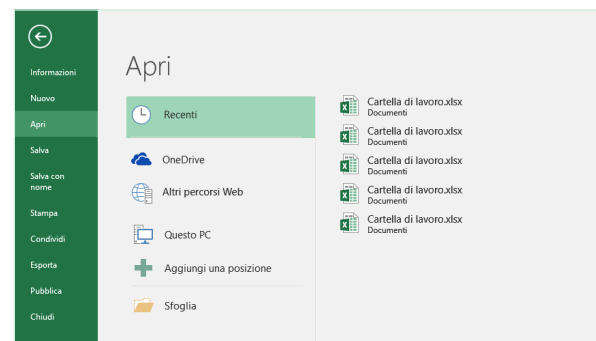 Informazioni
Nuovo
Apri
Salva
Salva con
nome
Stampa
Condividi
Esporta
Pubblica
Chiudi
Apri
Recenti
OneDrive
Altri percorsi Web
Questo PC
Aggiungi una posizione
Sfoglia
Cartella di lavoro.xlsx
Documenti
Cartella di lavoro.xlsx
Documenti
Cartella di lavoro.xlsx
Documenti
Cartella di lavoro.xlsx
Documenti
Cartella di lavoro.xlsx
Documenti